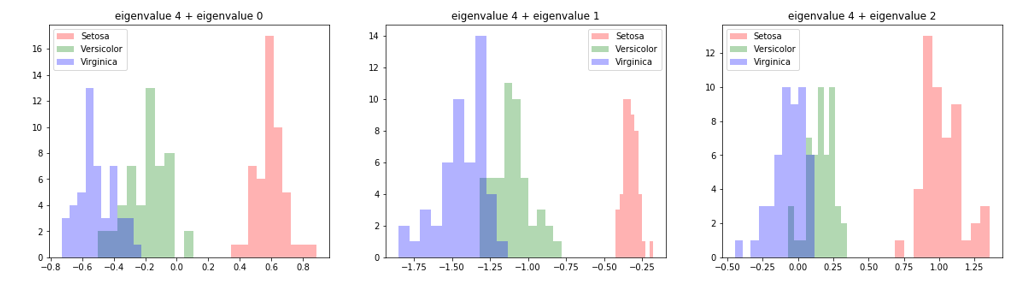 eigenvalue 4 + eigenvalue 0
Setosa
Versicolor
Virginica
16
14
12
10
8
6
4
2
0
−0.8 −0.6 −0.4 −0.2 0.0 0.2 0.4 0.6 0.8
eigenvalue 4 + eigenvalue 1
Setosa
Versicolor
Virginica
14
12
10
8
6
4
2
0
−1.75 −1.50 −1.25 −1.00 −0.75 −0.50 −0.25
eigenvalue 4 + eigenvalue 2
Setosa
Versicolor
Virginica
12
10
8
6
4
2
0
−0.50 −0.25 0.00 0.25 0.50 0.75 1.00 1.25